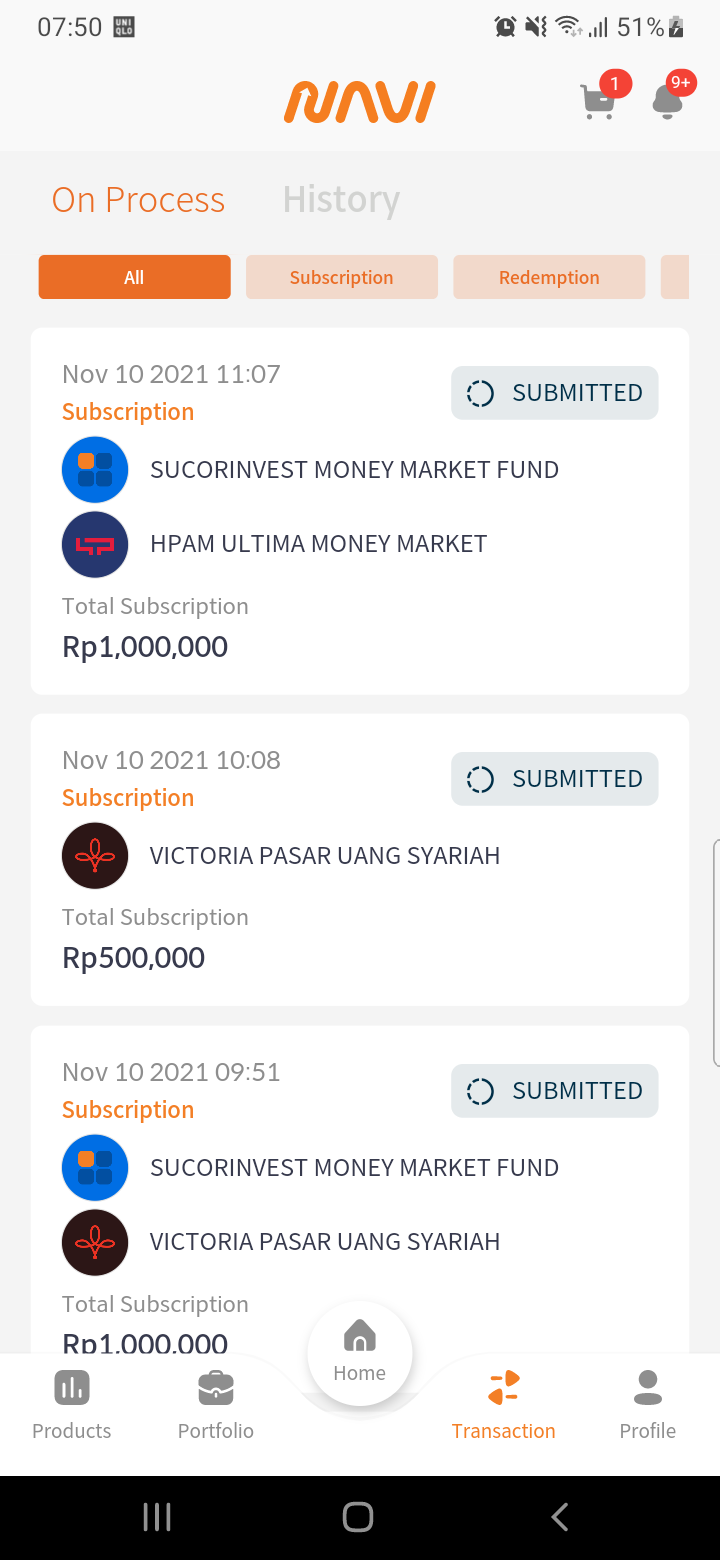 07:50 UNI QLO 51%
NAVI 1 9+
On Process History
All Subscription Redemption
Nov 10 2021 11:07
SUBMITTED
Subscription
SUCORINVEST MONEY MARKET FUND
HPAM ULTIMA MONEY MARKET
Total Subscription
Rp1,000,000
Nov 10 2021 10:08
SUBMITTED
Subscription
VICTORIA PASAR UANG SYARIAH
Total Subscription
Rp500,000
Nov 10 2021 09:51
SUBMITTED
Subscription
SUCORINVEST MONEY MARKET FUND
VICTORIA PASAR UANG SYARIAH
Total Subscription
Rp1,000,000
Home
Products Portfolio Transaction Profile